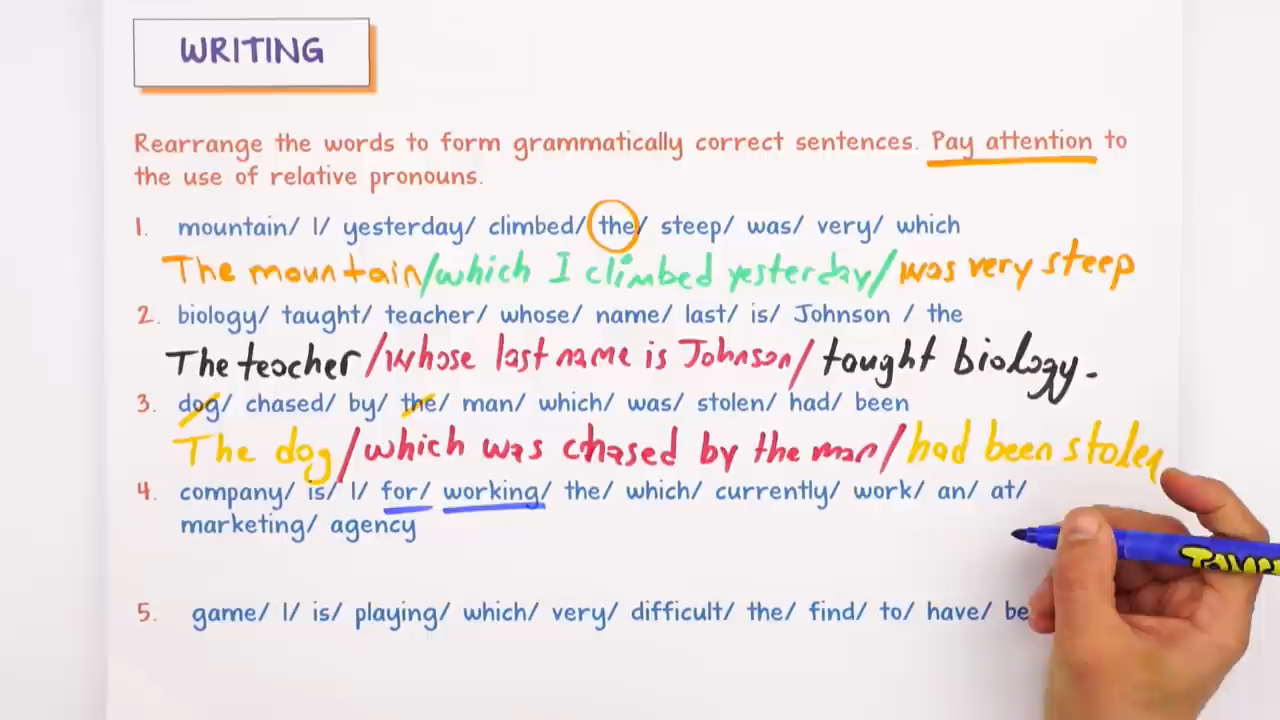 WRITING
Rearrange the words to form grammatically correct sentences. Pay attention to
the use of relative pronouns.
1. mountain/ I/ yesterday/ climbed/ the/ steep/ was/ very/ which
The mountain/which I climbed yesterday/was very steep
2. biology/ taught/ teacher/ whose/ name/ last/ is/ Johnson / the
The teacher/whose last name is Johnson/tought biology.
3. dog/ chased/ by/ the/ man/ which/ was/ stolen/ had/ been
The dog/which was chased by the man/had been stolen
4. company/ is/ I/ for/ working/ the/ which/ currently/ work/ an/ at/
marketing/ agency
5. game/ I/ is/ playing/ which/ very/ difficult/ the/ find/ to/ have/ be